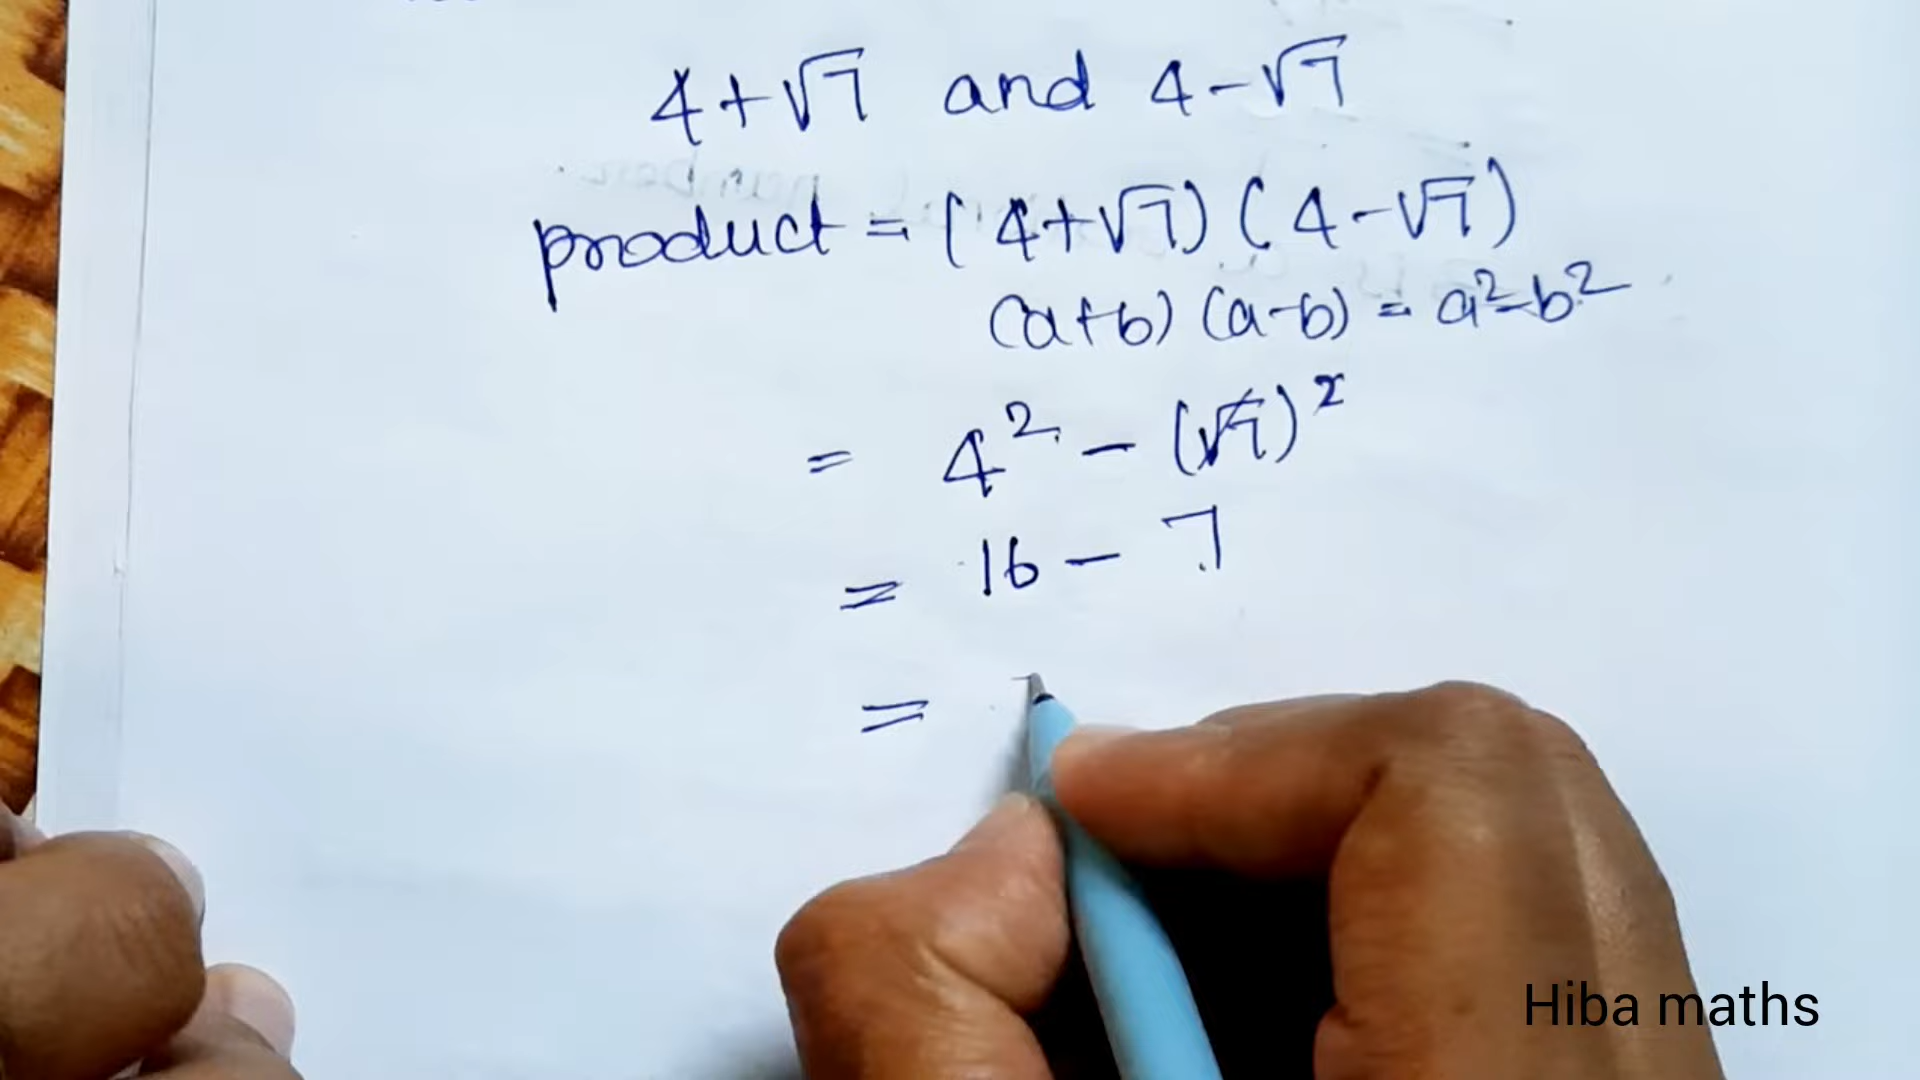 4+√7 and 4-√7
product = (4+√7) (4-√7)
(a+b) (a-b) = a²-b²
= 4² - (√7)²
= 16 - 7
=
Hiba maths